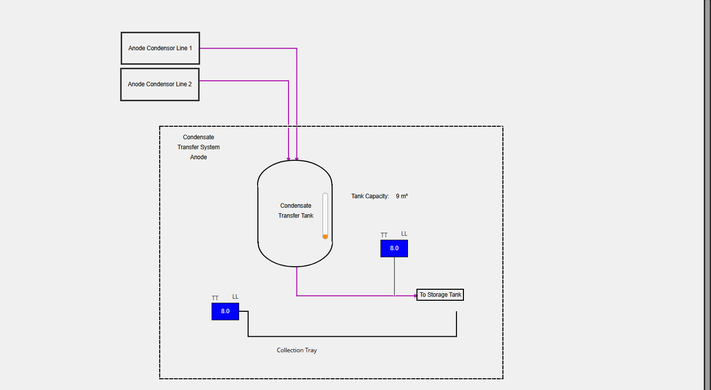 Anode Condensor Line 1
Anode Condensor Line 2
Condensate
Transfer System
Anode
Condensate
Transfer Tank
Tank Capacity: 9 m³
TT LL
8.0
To Storage Tank
TT LL
8.0
Collection Tray